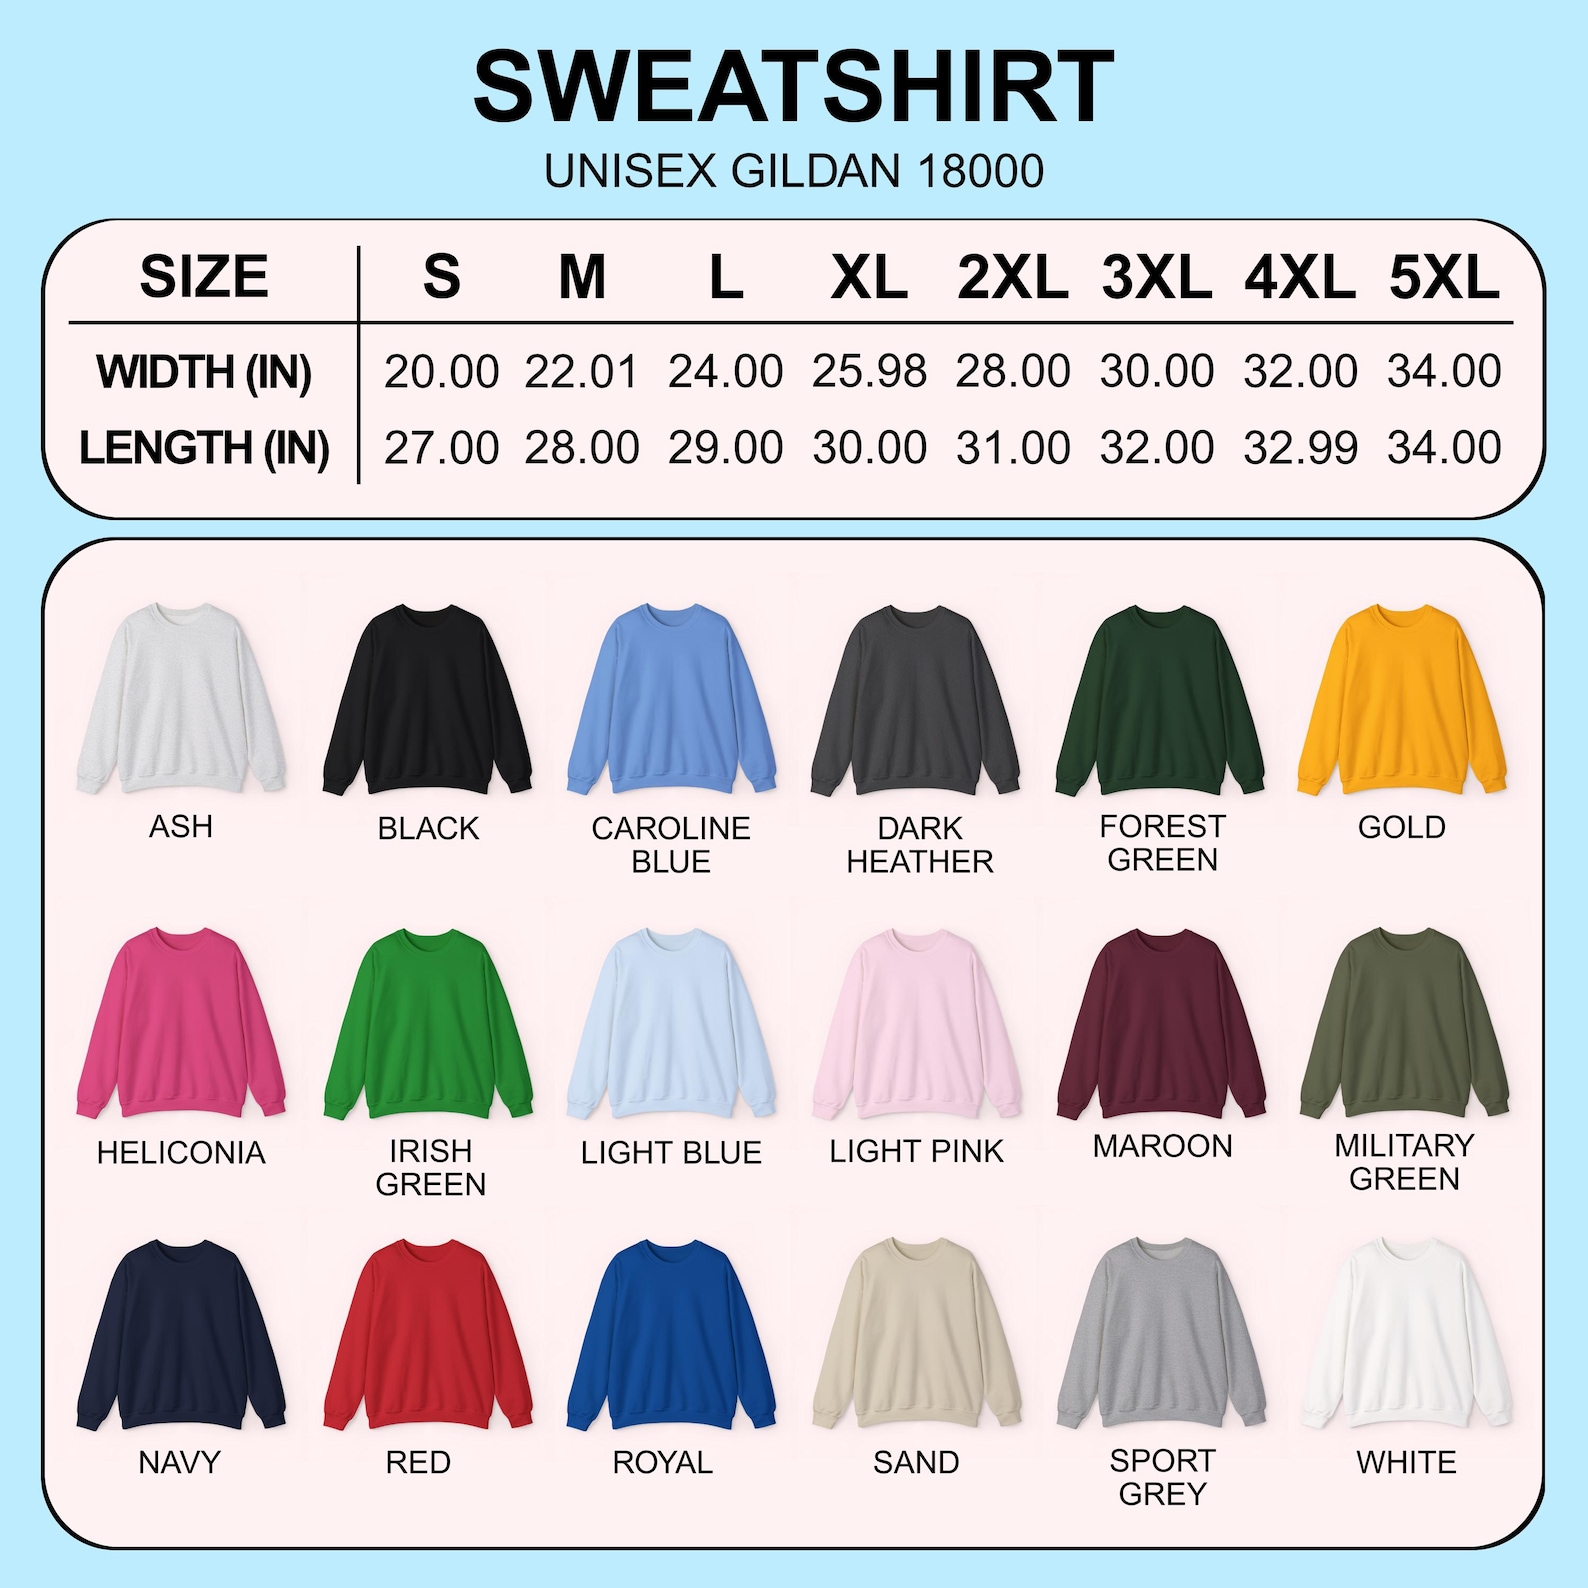 SWEATSHIRT
UNISEX GILDAN 18000
SIZE S M L XL 2XL 3XL 4XL 5XL
WIDTH (IN) 20.00 22.01 24.00 25.98 28.00 30.00 32.00 34.00
LENGTH (IN) 27.00 28.00 29.00 30.00 31.00 32.00 32.99 34.00
ASH
BLACK
CAROLINE
BLUE
DARK
HEATHER
FOREST
GREEN
GOLD
HELICONIA
IRISH
GREEN
LIGHT BLUE
LIGHT PINK
MAROON
MILITARY
GREEN
NAVY
RED
ROYAL
SAND
SPORT
GREY
WHITE